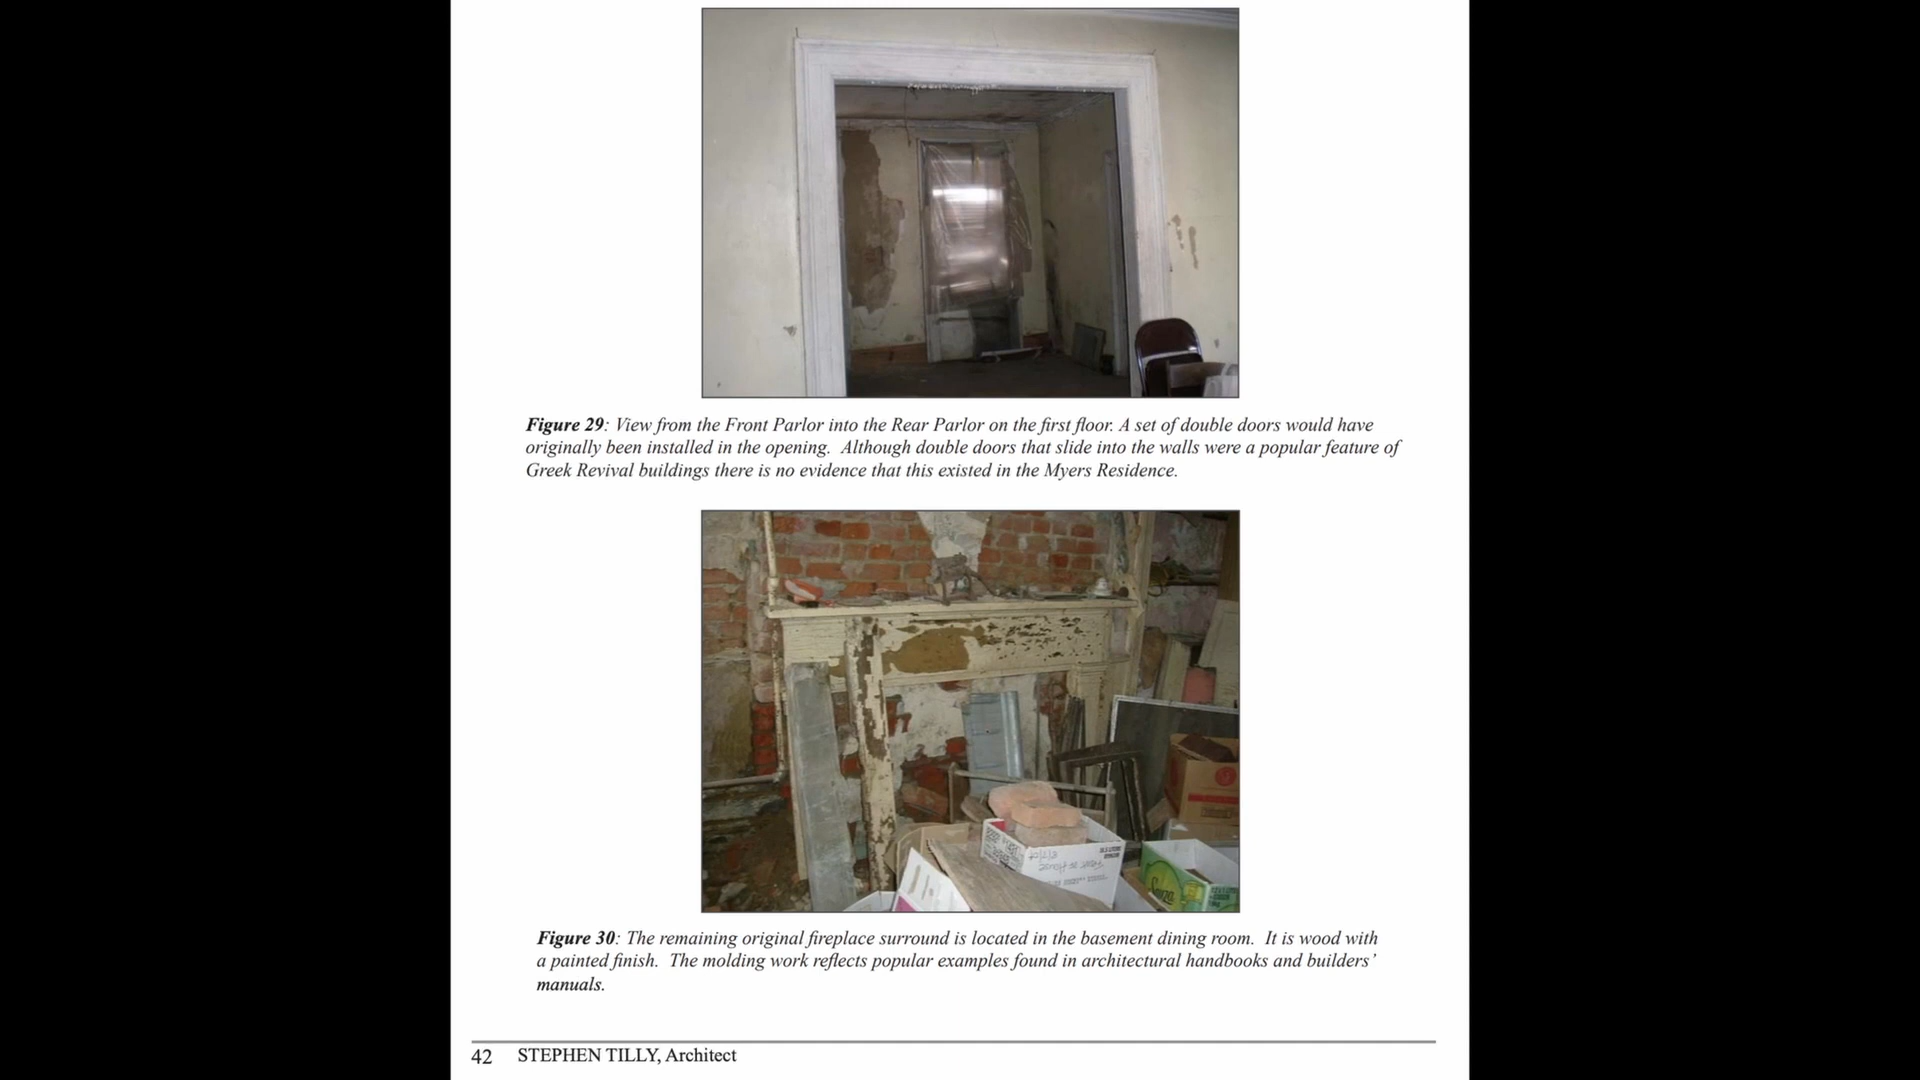 Figure 29: View from the Front Parlor into the Rear Parlor on the first floor. A set of double doors would have
originally been installed in the opening.  Although double doors that slide into the walls were a popular feature of
Greek Revival buildings there is no evidence that this existed in the Myers Residence.
Figure 30: The remaining original fireplace surround is located in the basement dining room.  It is wood with
a painted finish.  The molding work reflects popular examples found in architectural handbooks and builders'
manuals.
42 STEPHEN TILLY, Architect